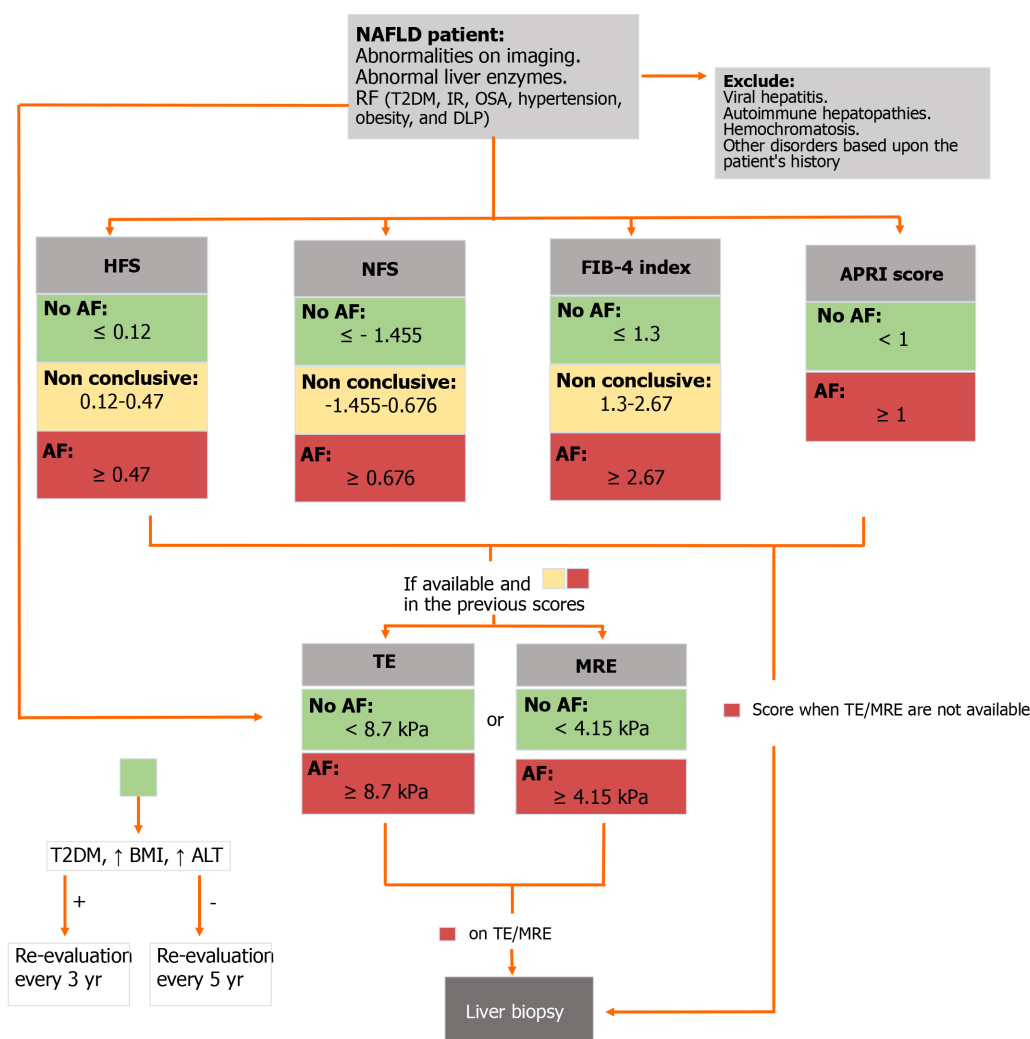 NAFLD patient:
Abnormalities on imaging.
Abnormal liver enzymes.
RF (T2DM, IR, OSA, hypertension,
obesity, and DLP)
Exclude:
Viral hepatitis.
Autoimmune hepatopathies.
Hemochromatosis.
Other disorders based upon the
patient's history
HFS
No AF:
≤ 0.12
Non conclusive:
0.12-0.47
AF:
≥ 0.47
NFS
No AF:
≤ - 1.455
Non conclusive:
-1.455-0.676
AF:
≥ 0.676
FIB-4 index
No AF:
≤ 1.3
Non conclusive:
1.3-2.67
AF:
≥ 2.67
APRI score
No AF:
< 1
AF:
≥ 1
If available and
in the previous scores
TE
No AF:
< 8.7 kPa
AF:
≥ 8.7 kPa
or
MRE
No AF:
< 4.15 kPa
AF:
≥ 4.15 kPa
Score when TE/MRE are not available
T2DM, ↑ BMI, ↑ ALT
+
-
Re-evaluation
every 3 yr
Re-evaluation
every 5 yr
on TE/MRE
Liver biopsy